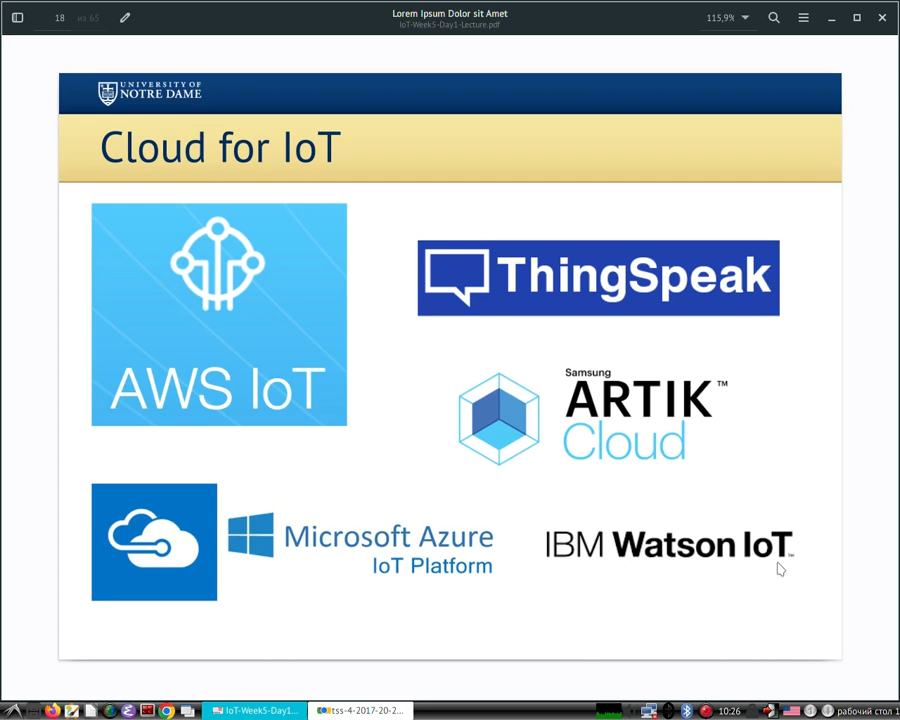 18
из 65
Lorem Ipsum Dolor sit Amet
IoT-Week5-Day1-Lecture.pdf
115,9%
UNIVERSITY OF
NOTRE DAME
Cloud for IoT
AWS IoT
ThingSpeak
Samsung
ARTIK™
Cloud
Microsoft Azure
IoT Platform
IBM Watson IoT™
IoT-Week5-Day1...
tss-4-2017-20-2...
10:26
рабочий стол 1